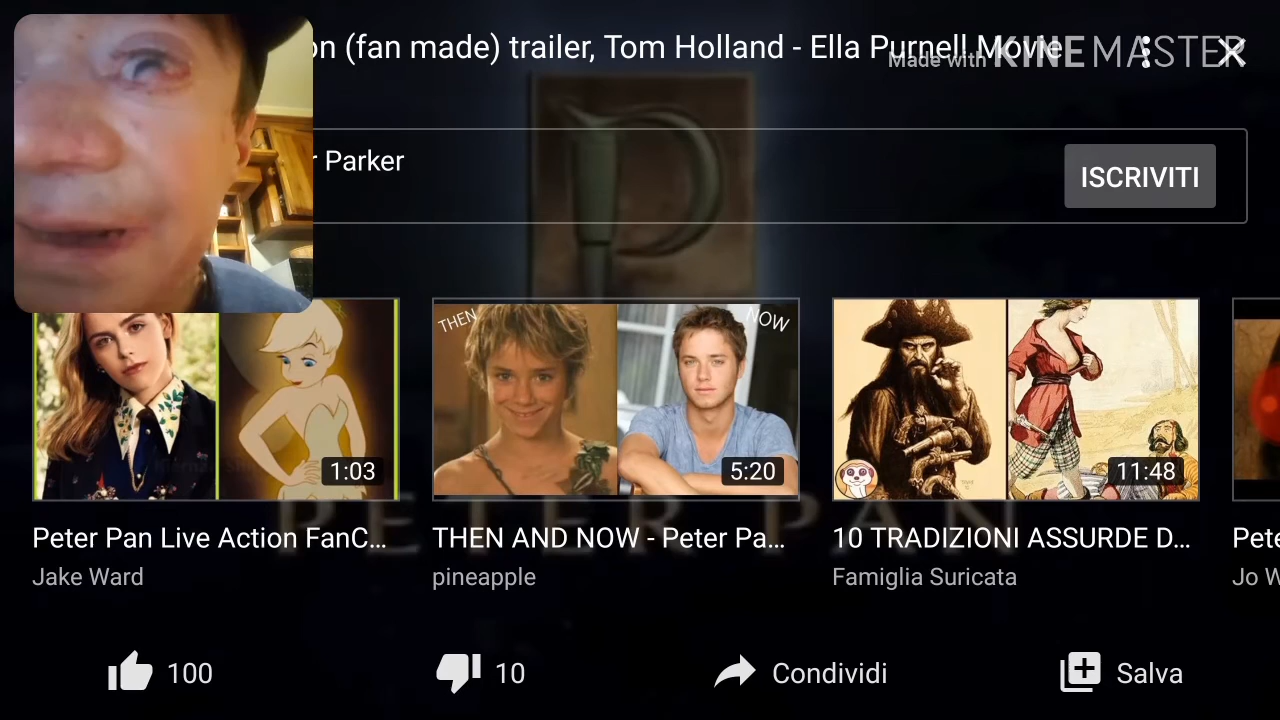 on (fan made) trailer, Tom Holland - Ella Purnell Movie
Made with KINEMASTER
r Parker
ISCRIVITI
THEN
NOW
1:03
5:20
11:48
PETER PAN
Peter Pan Live Action FanC...
THEN AND NOW - Peter Pa...
10 TRADIZIONI ASSURDE D...
Pete
Jake Ward
pineapple
Famiglia Suricata
Jo W
100
10
Condividi
Salva